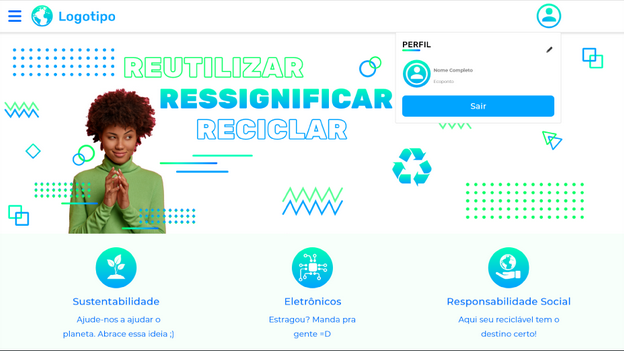 Logotipo
PERFIL
Nome Completo
Sair
REUTILIZAR
RESSIGNIFICAR
RECICLAR
Sustentabilidade
Ajude-nos a ajudar o
planeta. Abrace essa ideia ;)
Eletrônicos
Estragou? Manda pra
gente =D
Responsabilidade Social
Aqui seu reciclável tem o
destino certo!